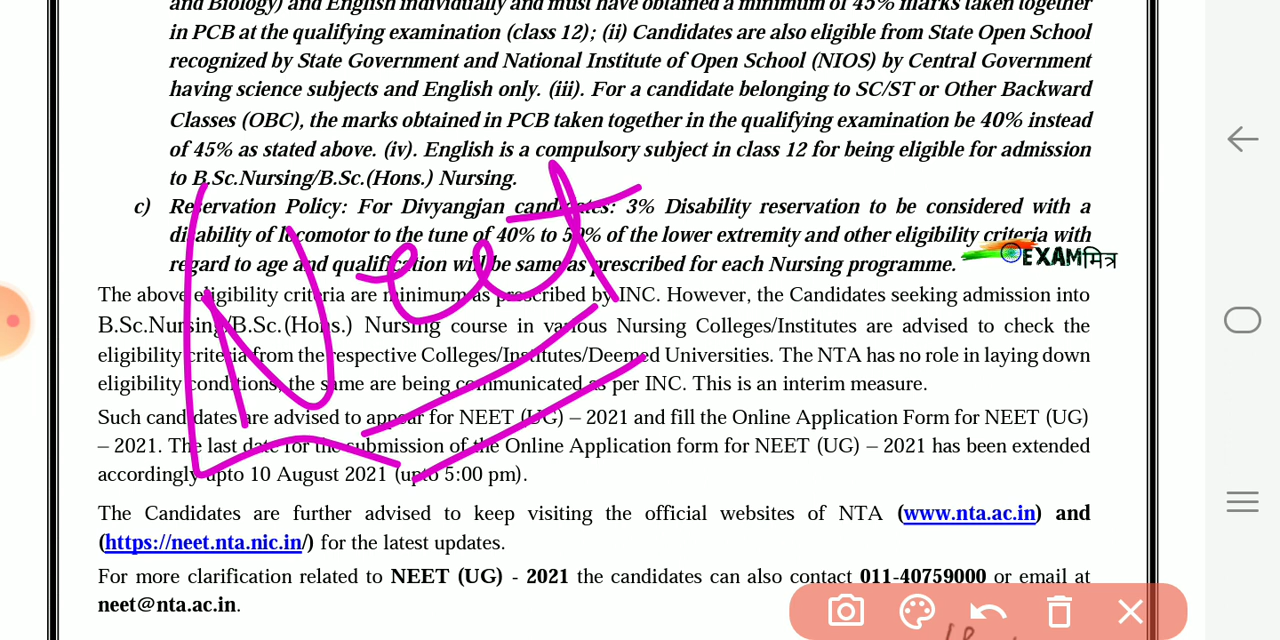 and Biology) and English individually and must have obtained a minimum of 45% marks taken together
in PCB at the qualifying examination (class 12); (ii) Candidates are also eligible from State Open School
recognized by State Government and National Institute of Open School (NIOS) by Central Government
having science subjects and English only. (iii). For a candidate belonging to SC/ST or Other Backward
Classes (OBC), the marks obtained in PCB taken together in the qualifying examination be 40% instead
of 45% as stated above. (iv). English is a compulsory subject in class 12 for being eligible for admission
to B.Sc.Nursing/B.Sc.(Hons.) Nursing.
c) Reservation Policy: For Divyangjan candidates: 3% Disability reservation to be considered with a
disability of locomotor to the tune of 40% to 50% of the lower extremity and other eligibility criteria with
regard to age and qualification will be same as prescribed for each Nursing programme.
EXAMमित्र
Neet
The above eligibility criteria are minimum as prescribed by INC. However, the Candidates seeking admission into
B.Sc.Nursing/B.Sc.(Hons.) Nursing course in various Nursing Colleges/Institutes are advised to check the
eligibility criteria from the respective Colleges/Institutes/Deemed Universities. The NTA has no role in laying down
eligibility conditions, the same are being communicated as per INC. This is an interim measure.
Such candidates are advised to appear for NEET (UG) – 2021 and fill the Online Application Form for NEET (UG)
– 2021. The last date for the submission of the Online Application form for NEET (UG) – 2021 has been extended
accordingly upto 10 August 2021 (upto 5:00 pm).
The Candidates are further advised to keep visiting the official websites of NTA (www.nta.ac.in) and
(https://neet.nta.nic.in/) for the latest updates.
For more clarification related to NEET (UG) - 2021 the candidates can also contact 011-40759000 or email at
neet@nta.ac.in.